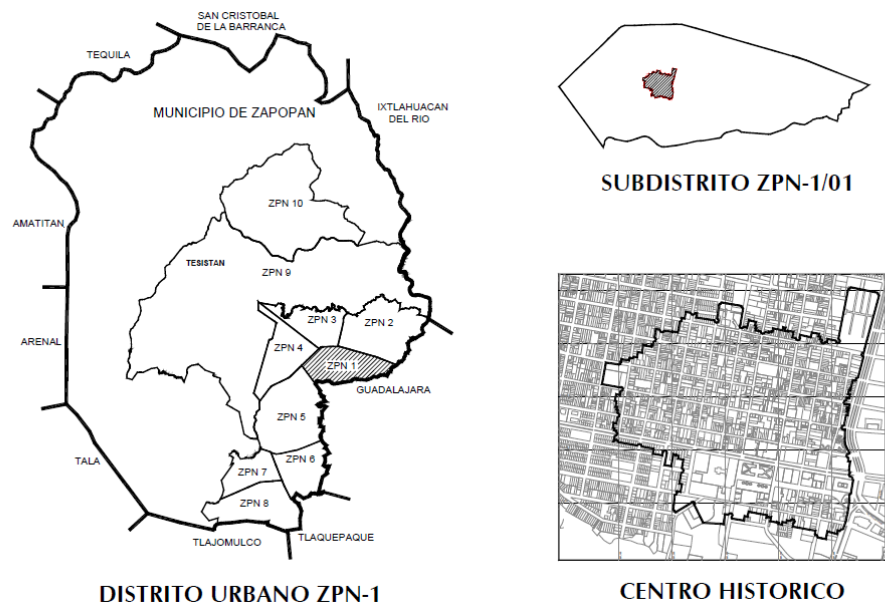 SAN CRISTOBAL
DE LA BARRANCA
TEQUILA
MUNICIPIO DE ZAPOPAN
IXTLAHUACAN
DEL RIO
ZPN 10
AMATITAN
TESISTAN
ZPN 9
ZPN 3
ZPN 2
ARENAL
ZPN 4
ZPN 1
GUADALAJARA
ZPN 5
TALA
ZPN 6
ZPN 7
ZPN 8
TLAJOMULCO
TLAQUEPAQUE
DISTRITO URBANO ZPN-1
SUBDISTRITO ZPN-1/01
CENTRO HISTORICO